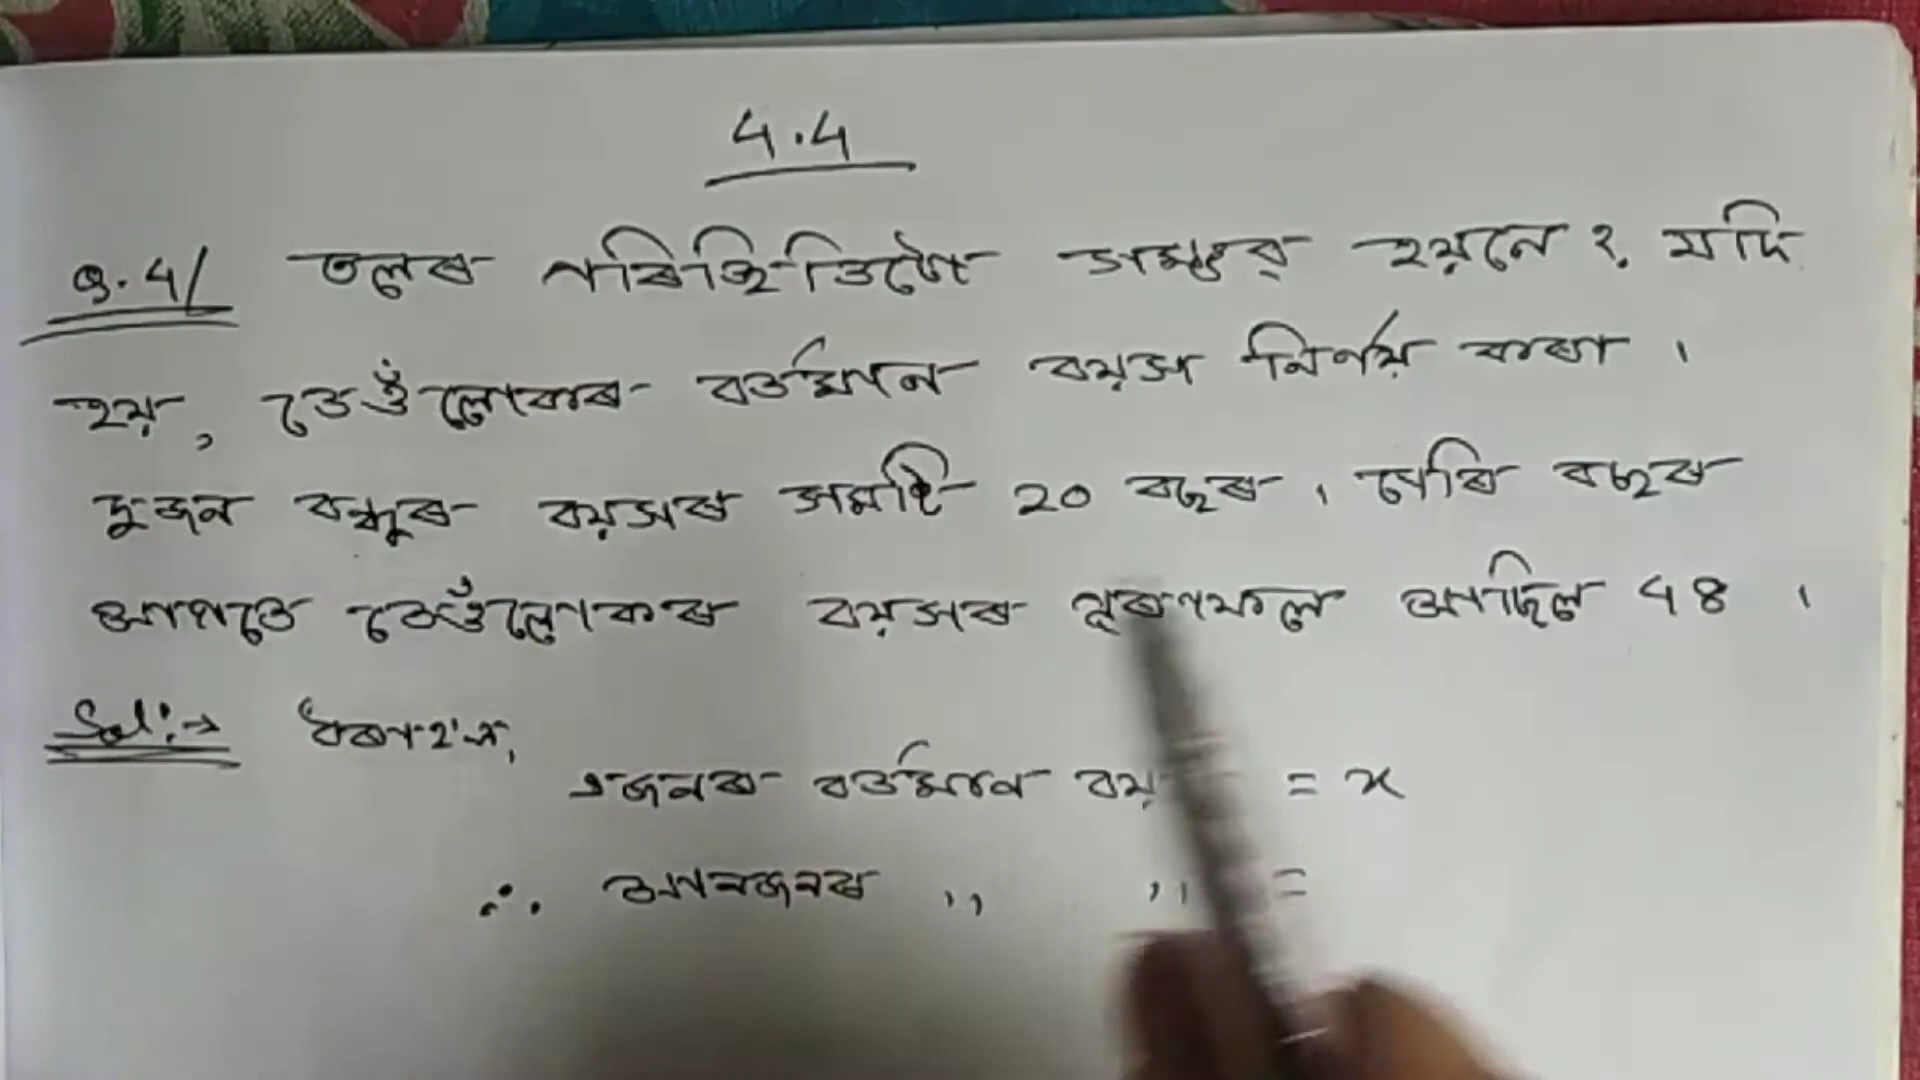 4.4
Q.4/ তলৰ পৰিস্থিতিটো সম্ভৱ হয়নে? যদি
হয়, তেওঁলোকৰ বৰ্তমান বয়স নিৰ্ণয় কৰা ।
দুজন বন্ধুৰ বয়সৰ সমষ্টি 20 বছৰ । চাৰি বছৰ
আগতে তেওঁলোকৰ বয়সৰ পূৰণফল আছিল 48 ।
Sol:→ ধৰাহ'ল,
এজনৰ বৰ্তমান বয় = x
∴ আনজনৰ ,, ,, =